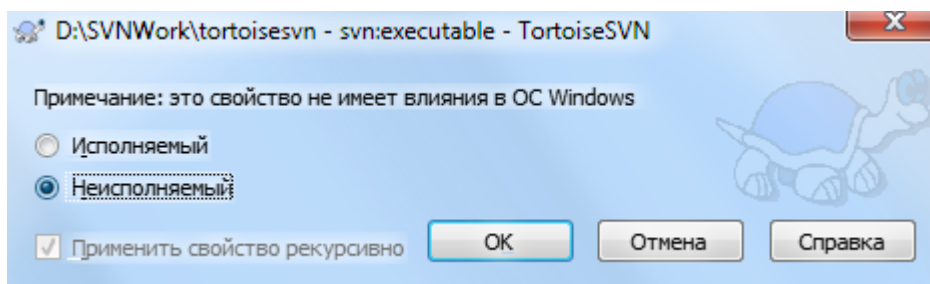 D:\SVNWork\tortoisesvn - svn:executable - TortoiseSVN
Примечание: это свойство не имеет влияния в ОС Windows
Исполняемый
Неисполняемый
Применить свойство рекурсивно OK Отмена Справка